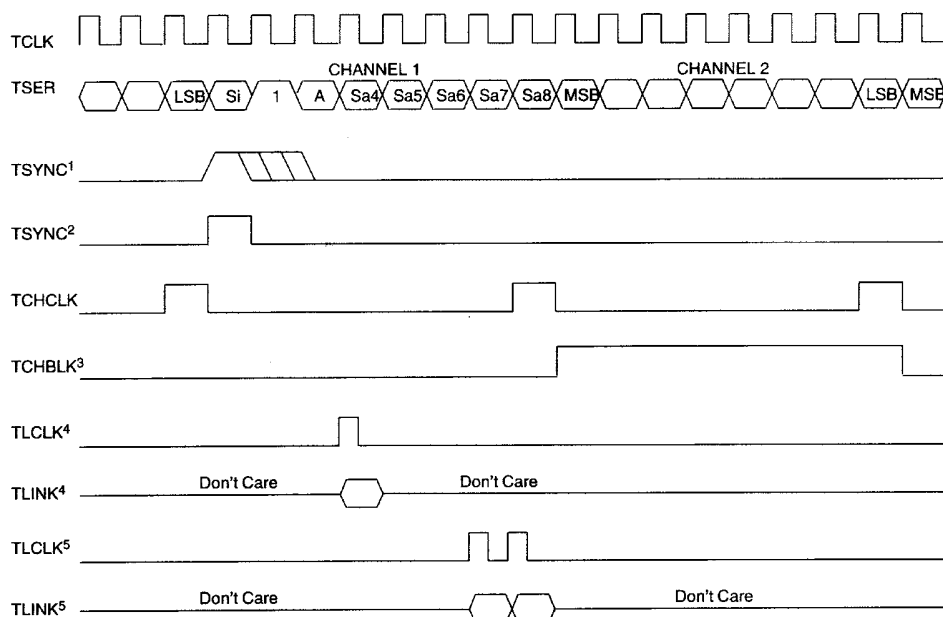 TCLK
CHANNEL 1 CHANNEL 2
TSER LSB Si 1 A Sa4 Sa5 Sa6 Sa7 Sa8 MSB LSB MSB
TSYNC1
TSYNC2
TCHCLK
TCHBLK3
TLCLK4
TLINK4 Don't Care Don't Care
TLCLK5
TLINK5 Don't Care Don't Care